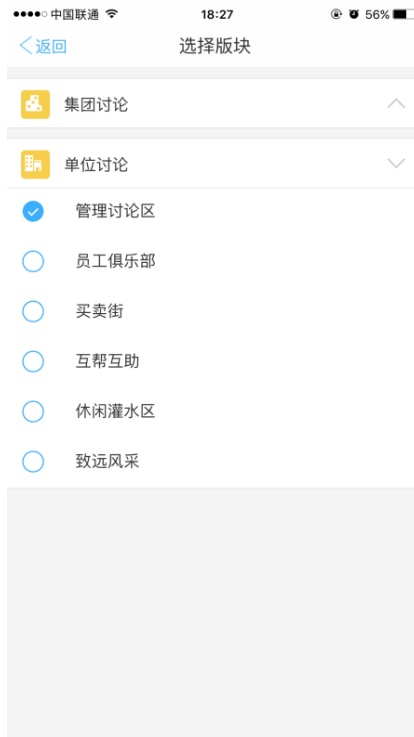 中国联通 18:27 56%
返回 选择版块
集团讨论
单位讨论
管理讨论区
员工俱乐部
买卖街
互帮互助
休闲灌水区
致远风采